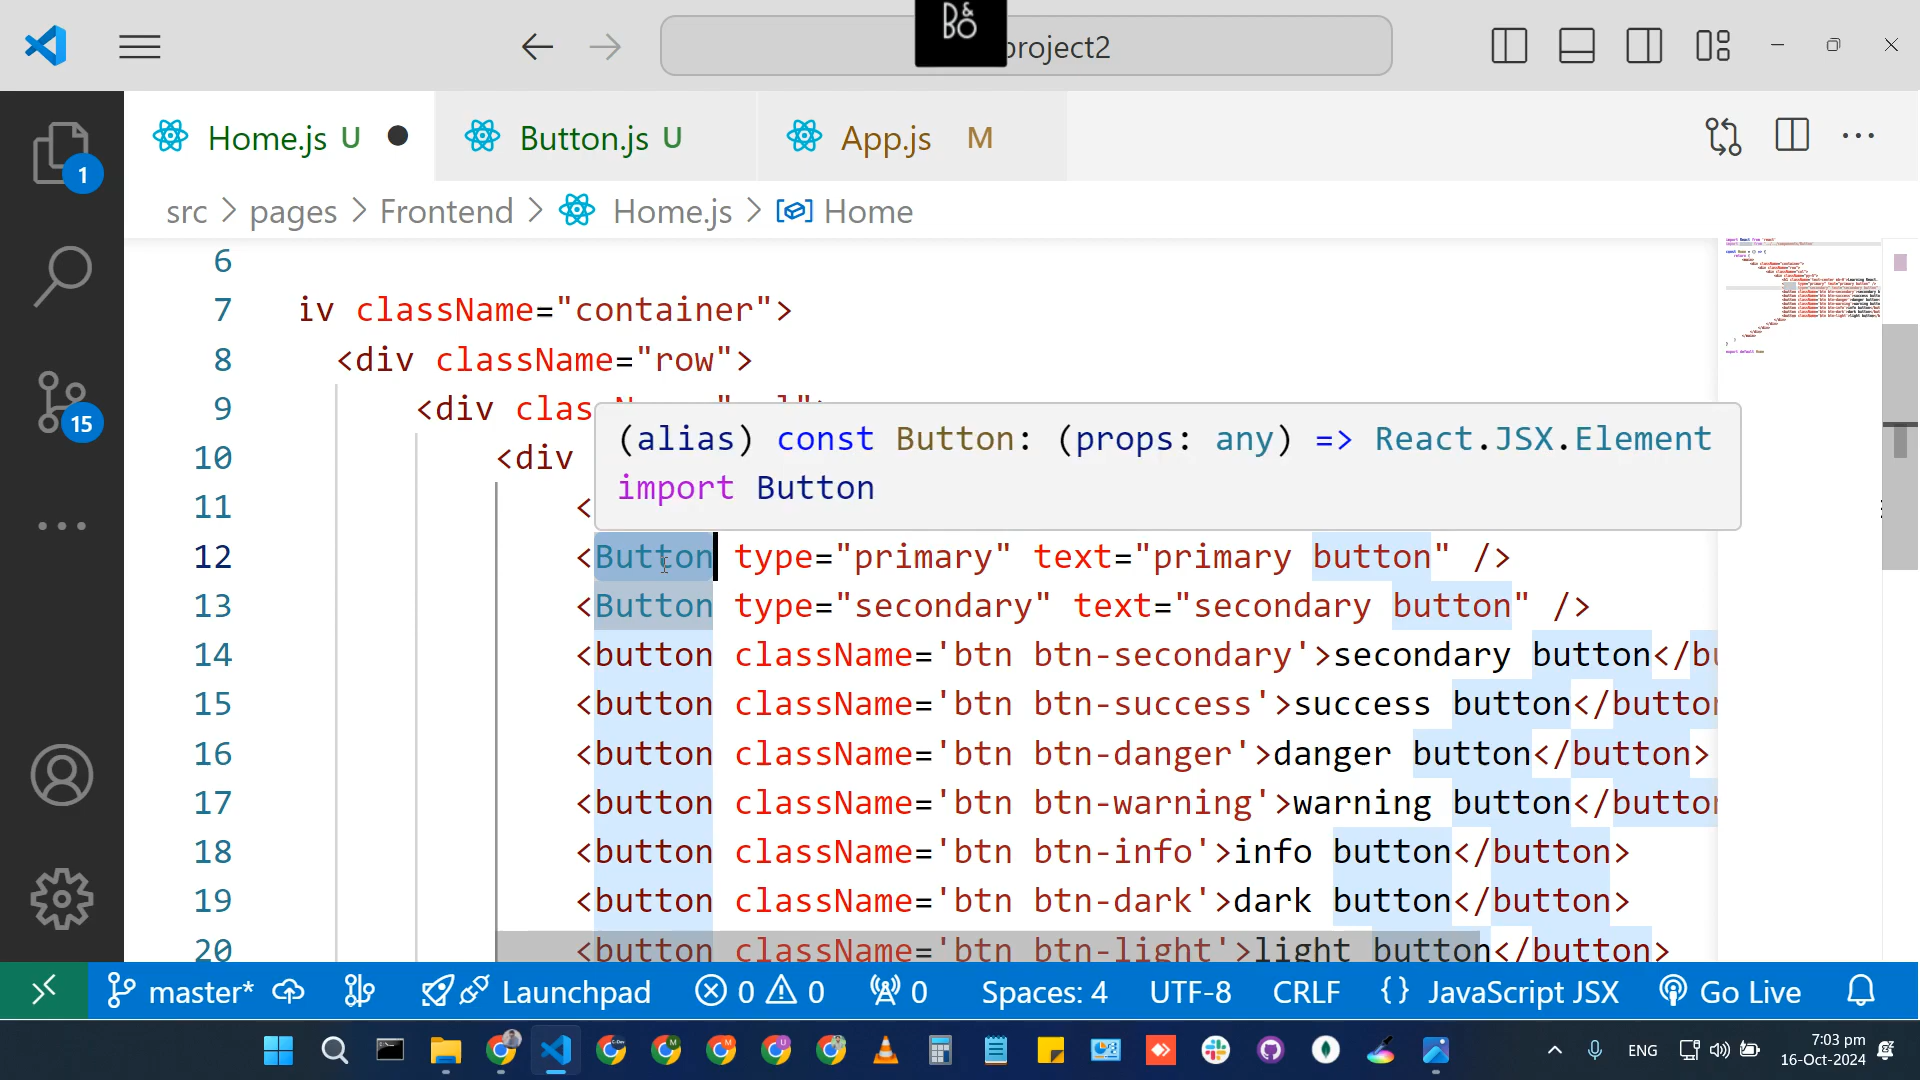 B&O
project2
Home.js U
Button.js U
App.js M
1
src > pages > Frontend > Home.js > Home
6
7 iv className="container">
8 <div className="row">
9 <div
10 <div
(alias) const Button: (props: any) => React.JSX.Element
import Button
11 <
12 <Button type="primary" text="primary button" />
13 <Button type="secondary" text="secondary button" />
14 <button className='btn btn-secondary'>secondary button</bu
15 <button className='btn btn-success'>success button</button
16 <button className='btn btn-danger'>danger button</button>
17 <button className='btn btn-warning'>warning button</button
18 <button className='btn btn-info'>info button</button>
19 <button className='btn btn-dark'>dark button</button>
20 <button className='btn btn-light'>light button</button>
15
master* Launchpad 0 0 0 Spaces: 4 UTF-8 CRLF {} JavaScript JSX Go Live
ENG
7:03 pm
16-Oct-2024